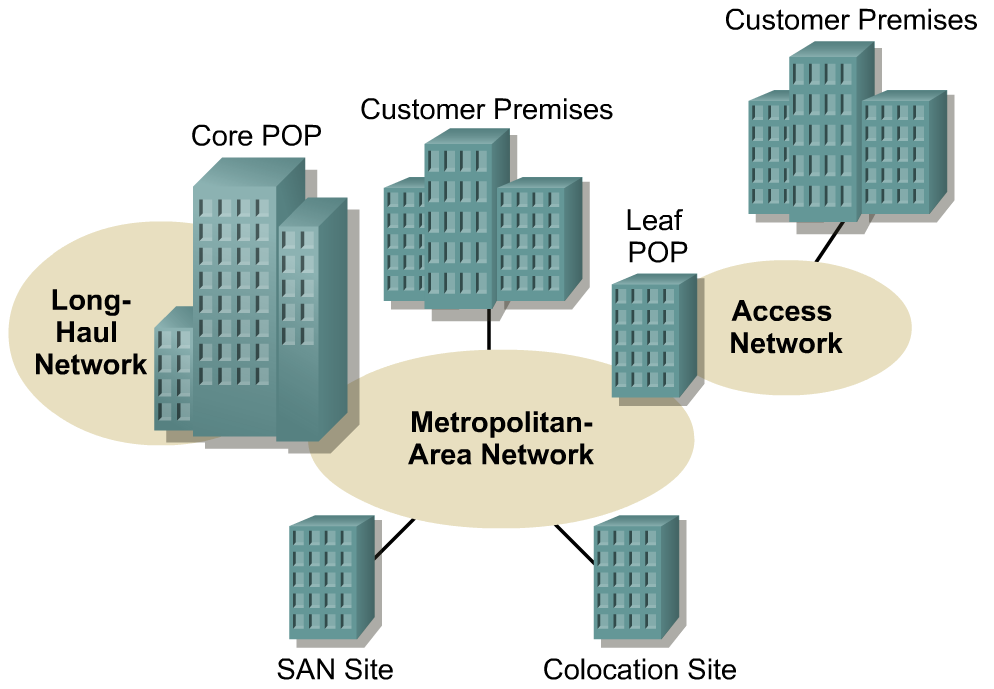 Customer Premises
Customer Premises
Core POP
Leaf
POP
Long-
Haul
Network
Access
Network
Metropolitan-
Area Network
SAN Site
Colocation Site